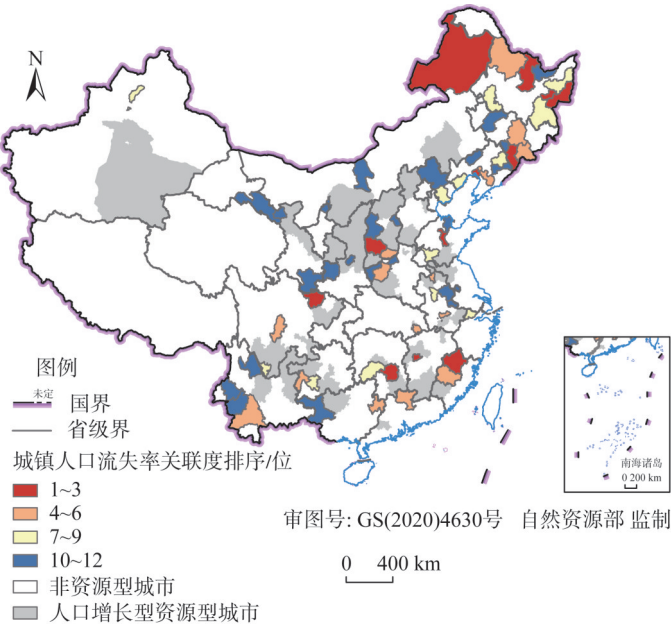 N
图例
未定
国界
省级界
城镇人口流失率关联度排序/位
1~3
4~6
7~9
10~12
非资源型城市
人口增长型资源型城市
审图号: GS(2020)4630号 自然资源部 监制
0 400 km
南海诸岛
0 200 km